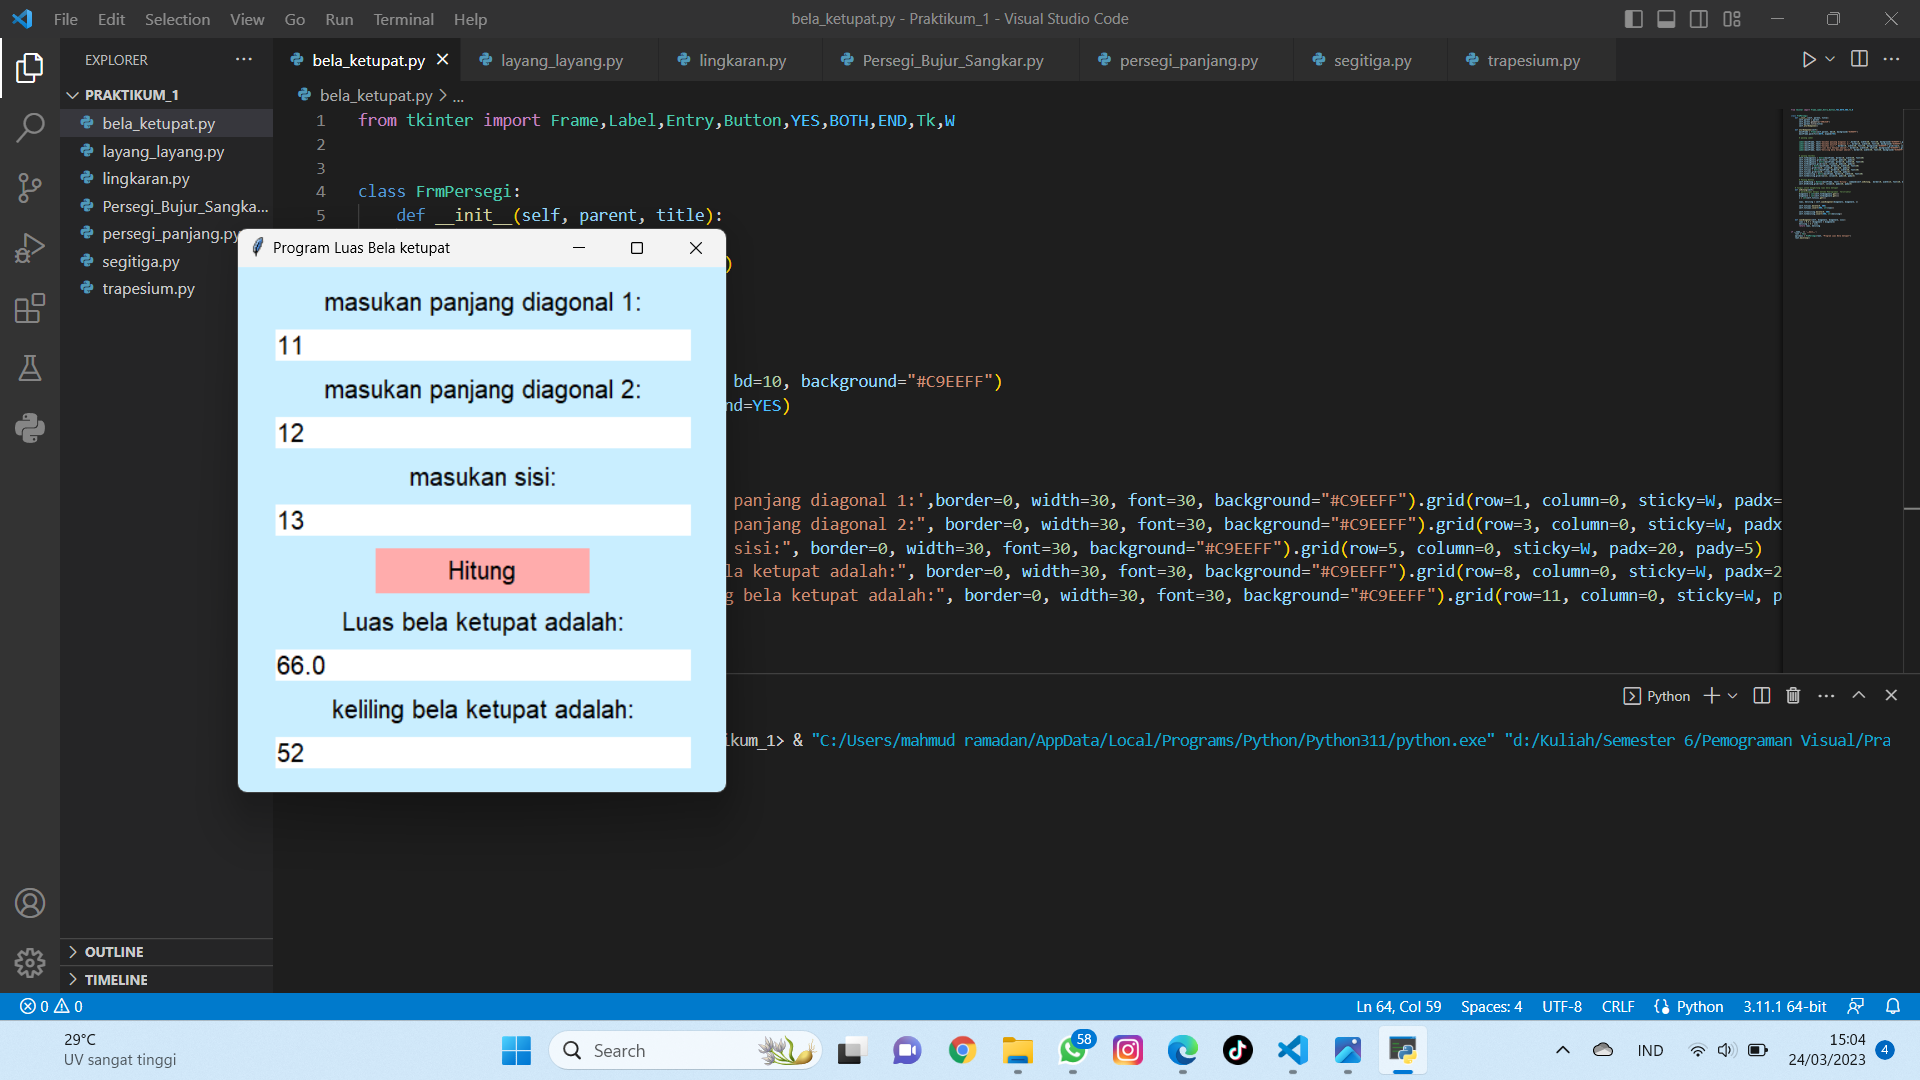 File Edit Selection View Go Run Terminal Help
bela_ketupat.py - Praktikum_1 - Visual Studio Code
EXPLORER
bela_ketupat.py
layang_layang.py
lingkaran.py
Persegi_Bujur_Sangkar.py
persegi_panjang.py
segitiga.py
trapesium.py
PRAKTIKUM_1
bela_ketupat.py
layang_layang.py
lingkaran.py
Persegi_Bujur_Sangka...
persegi_panjang.py
segitiga.py
trapesium.py
bela_ketupat.py > ...
1 from tkinter import Frame,Label,Entry,Button,YES,BOTH,END,Tk,W
2
3
4 class FrmPersegi:
5 def __init__(self, parent, title):
)
bd=10, background="#C9EEFF")
nd=YES)
panjang diagonal 1:',border=0, width=30, font=30, background="#C9EEFF").grid(row=1, column=0, sticky=W, padx=
panjang diagonal 2:", border=0, width=30, font=30, background="#C9EEFF").grid(row=3, column=0, sticky=W, padx
sisi:", border=0, width=30, font=30, background="#C9EEFF").grid(row=5, column=0, sticky=W, padx=20, pady=5)
la ketupat adalah:", border=0, width=30, font=30, background="#C9EEFF").grid(row=8, column=0, sticky=W, padx=2
g bela ketupat adalah:", border=0, width=30, font=30, background="#C9EEFF").grid(row=11, column=0, sticky=W, p
Program Luas Bela ketupat
masukan panjang diagonal 1:
11
masukan panjang diagonal 2:
12
masukan sisi:
13
Hitung
Luas bela ketupat adalah:
66.0
keliling bela ketupat adalah:
52
Python
ikum_1> & "C:/Users/mahmud ramadan/AppData/Local/Programs/Python/Python311/python.exe" "d:/Kuliah/Semester 6/Pemograman Visual/Pra
OUTLINE
TIMELINE
0 0
Ln 64, Col 59 Spaces: 4 UTF-8 CRLF Python 3.11.1 64-bit
29°C
UV sangat tinggi
Search
58
IND
15:04
24/03/2023
4